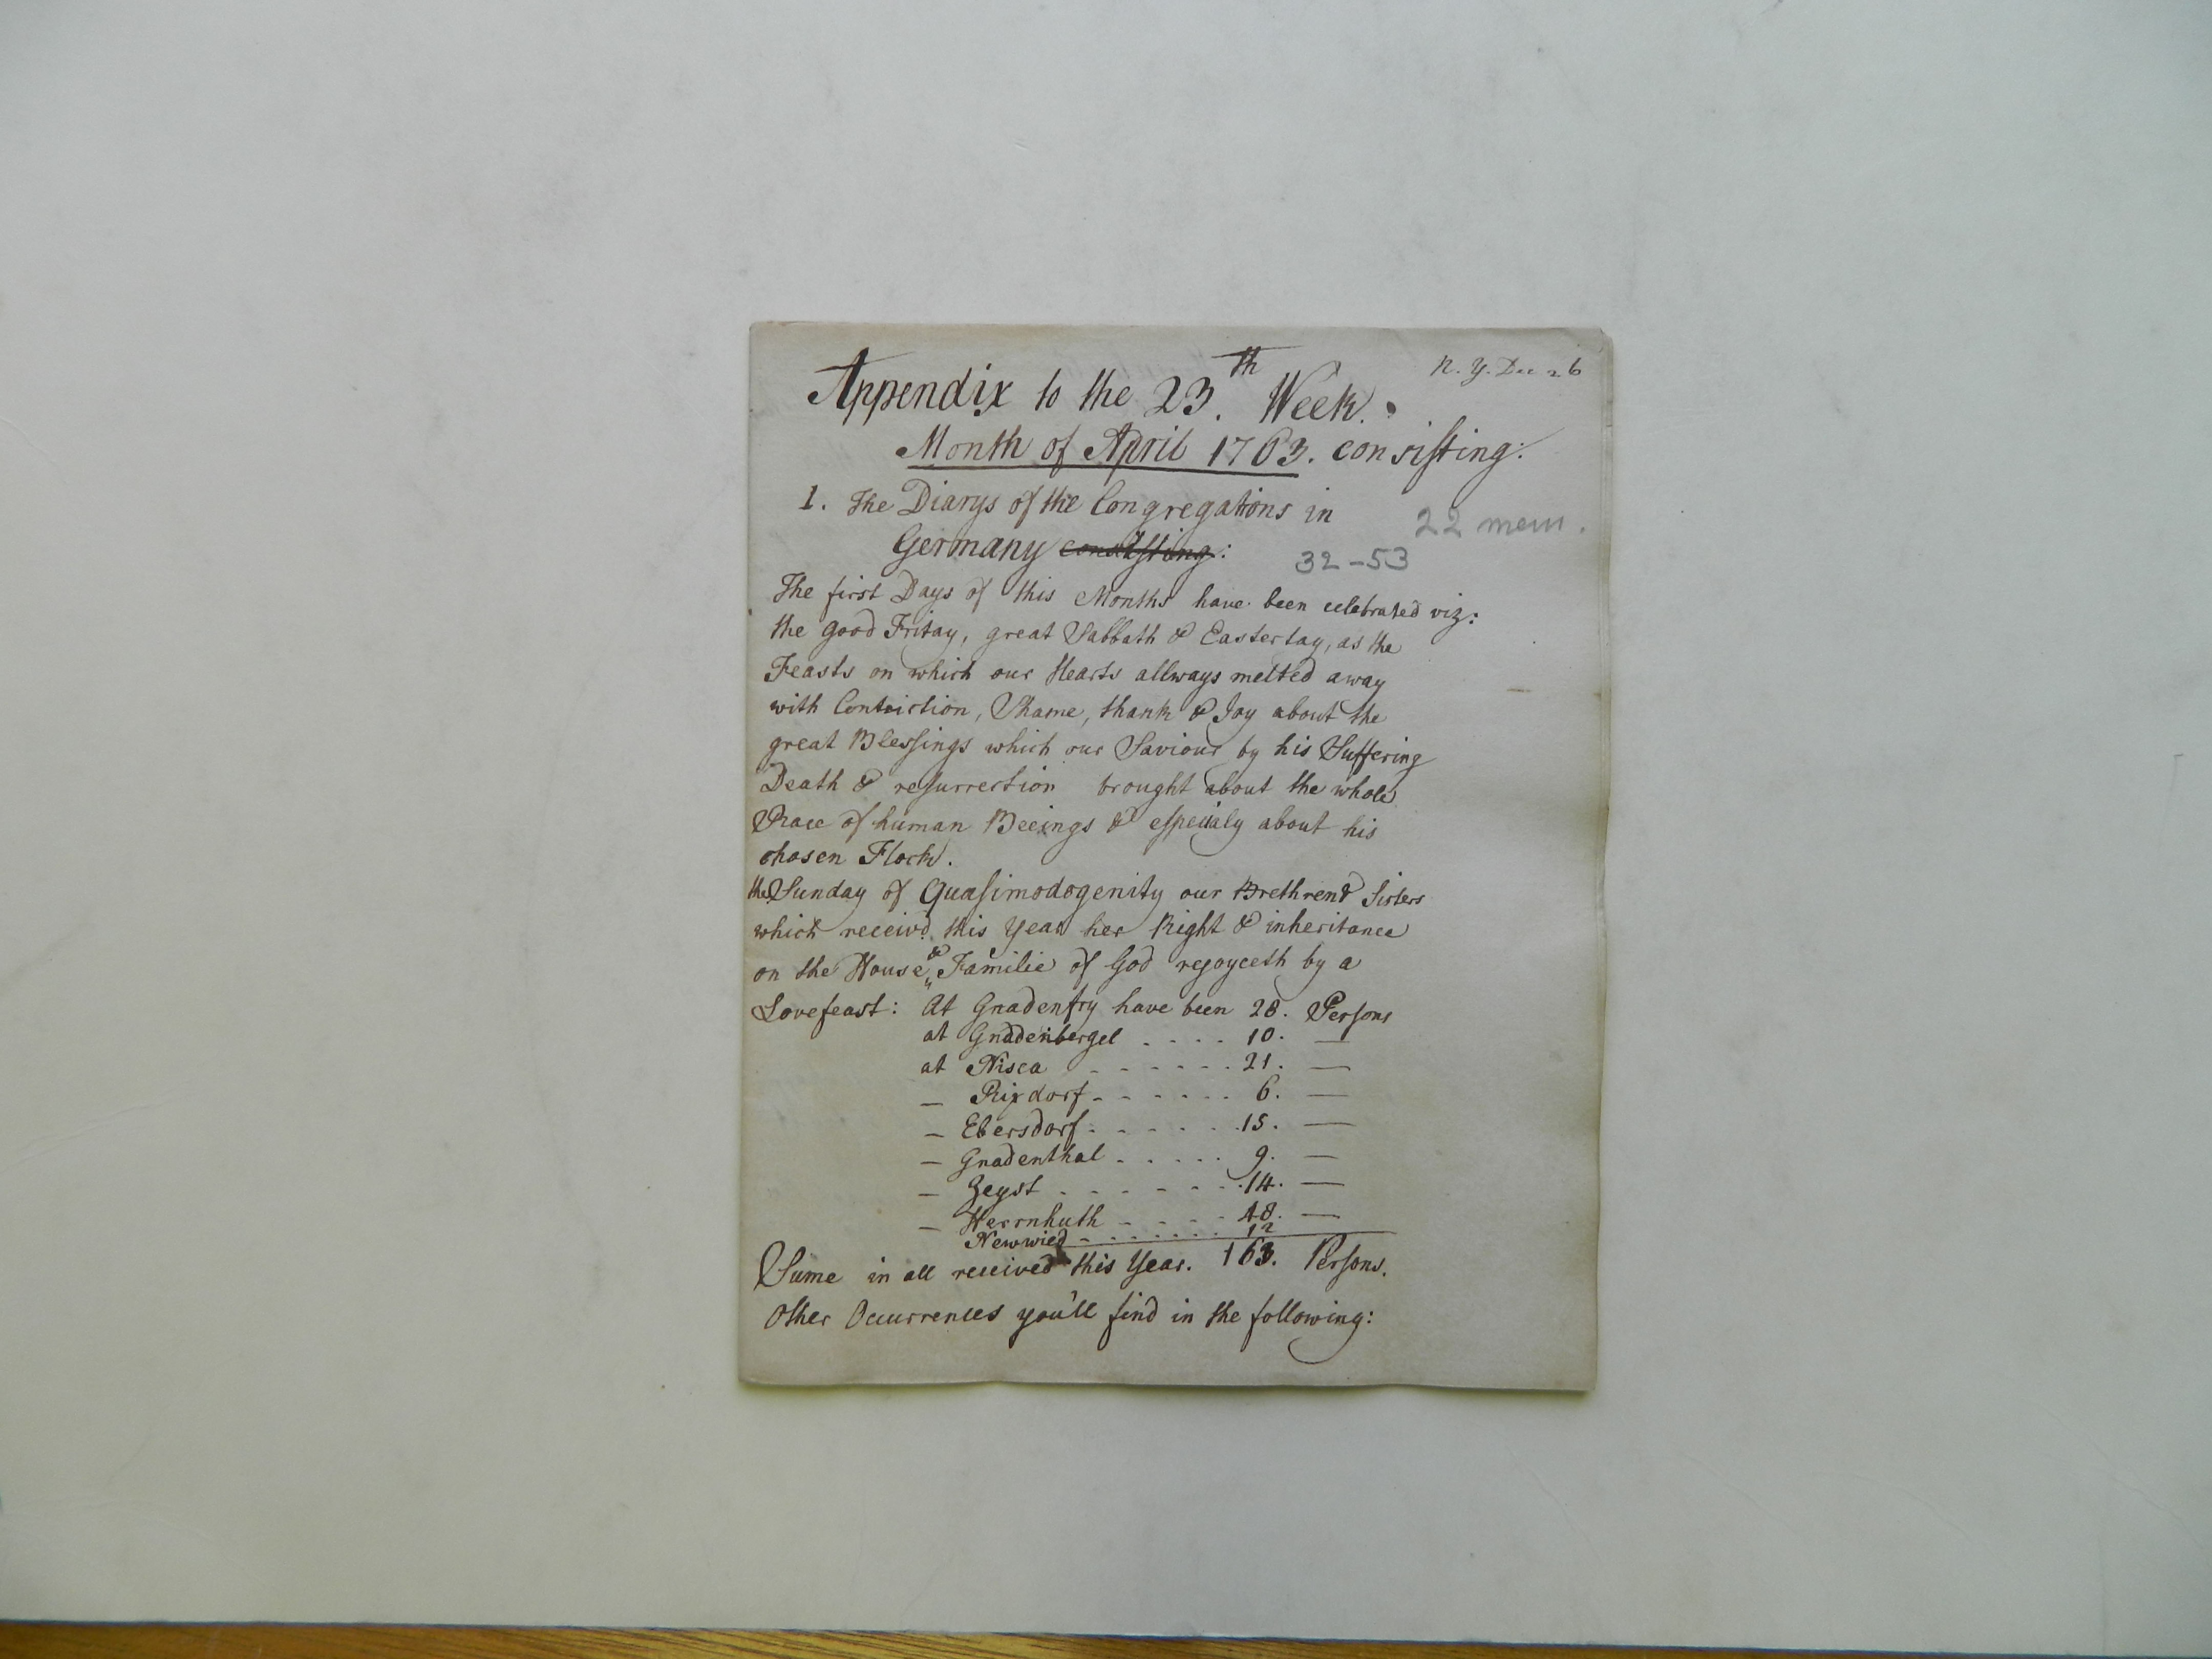 N. Y. Dec 26
Appendix to the 23.th Week.
Month of April 1763. consisting:
1. The Diarys of the Congregations in
22 mem.
Germany consisting:
32-53
The first Days of this Months have been celebrated viz:
the good Friday, great Sabbath & Easterday, as the
Feasts on which our Hearts allways melted away
with Contriction, Shame, thank & Joy about the
great Blessings which our Saviour by his Suffering
Death & resurrection brought about the whole
Race of human Beeings & especialy about his
chosen Flock.
the Sunday of Quasimodogenity our Brethren & Sisters
which receivd this Year her Right & inheritance
on the House & Familie of God rejoyceth by a
Lovefeast: At Gnadenfry have been 28. Persons
at Gnadenbergel - - - - 10. —
at Nisca - - - - - - 21. —
— Rixdorf - - - - - - 6. —
— Ebersdorf - - - - - - 15. —
— Gnadenthal - - - - - 9. —
— Zeyst - - - - - - - 14. —
— Herrnhuth - - - - - 48. —
Newwied - - - - - - - 12
Sume in all received this Year. 163. Persons.
Other Occurrences you'll find in the following: